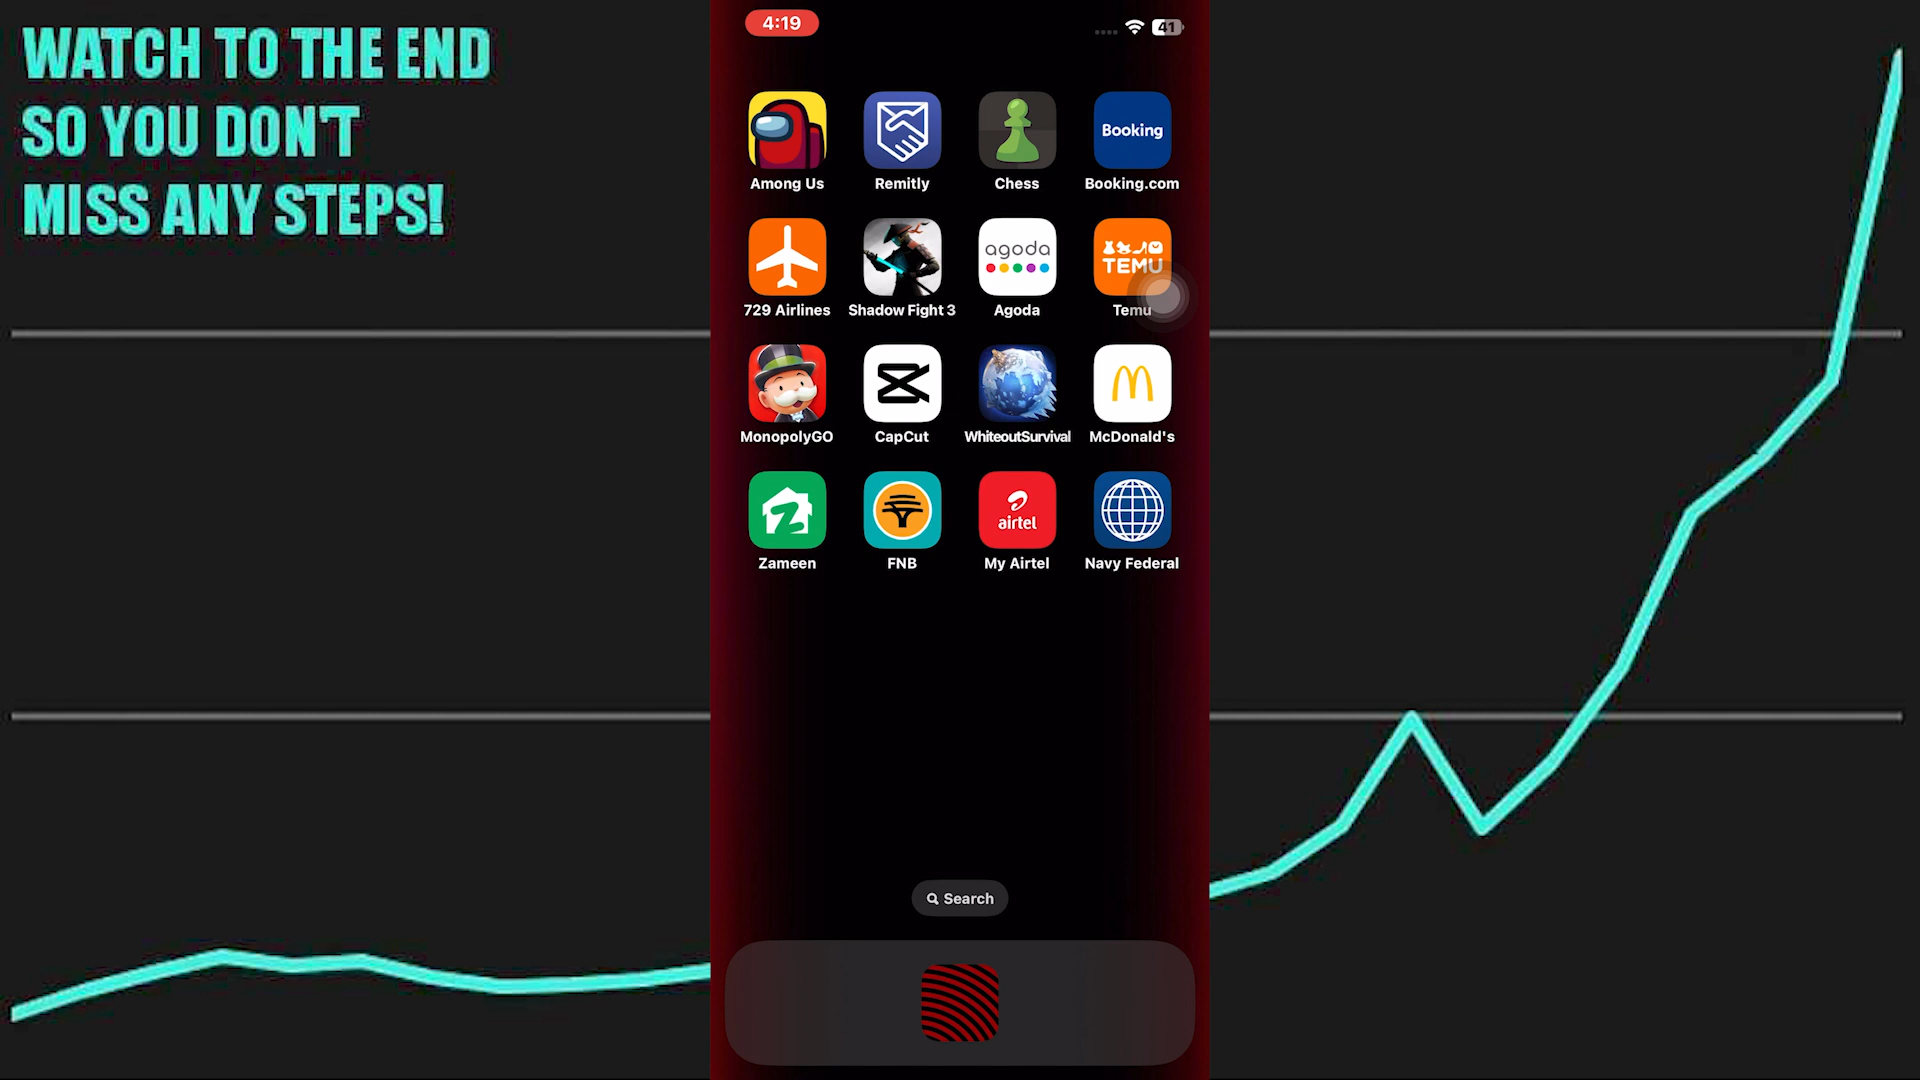 WATCH TO THE END
SO YOU DON'T
MISS ANY STEPS!
4:19
41
Booking
Among Us
Remitly
Chess
Booking.com
agoda
TEMU
729 Airlines
Shadow Fight 3
Agoda
Temu
MonopolyGO
CapCut
WhiteoutSurvival
McDonald's
airtel
Zameen
FNB
My Airtel
Navy Federal
Search